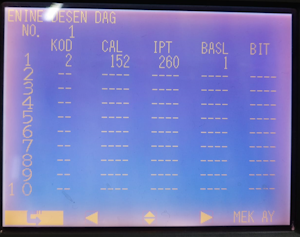 ENINE DESEN DAG
NO. 1
KOD CAL IPT BASL BIT
1 2 152 260 1 ----
2 -- ---- ---- ---- ----
3 -- ---- ---- ---- ----
4 -- ---- ---- ---- ----
5 -- ---- ---- ---- ----
6 -- ---- ---- ---- ----
7 -- ---- ---- ---- ----
8 -- ---- ---- ---- ----
9 -- ---- ---- ---- ----
10 -- ---- ---- ---- ----
MEK AY